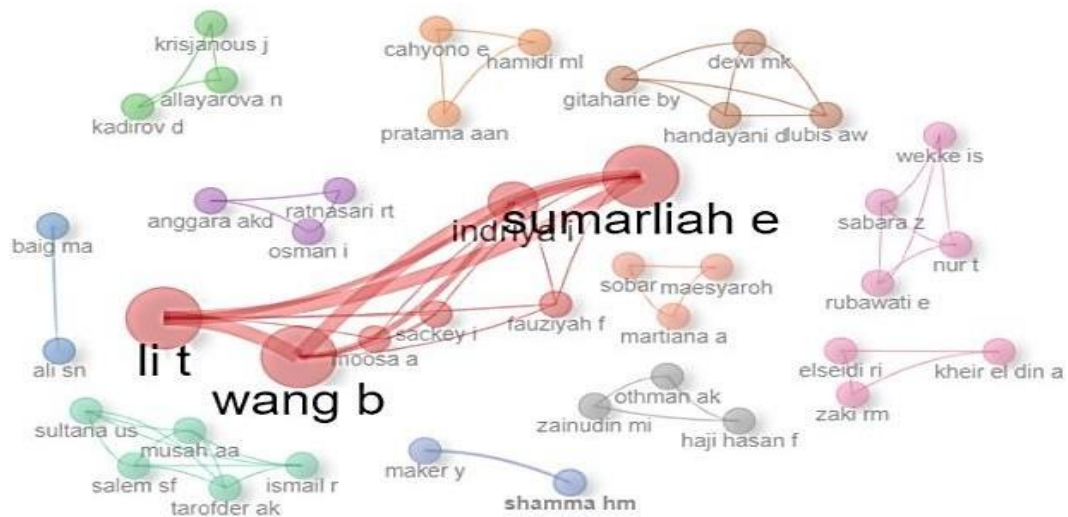 krisjanous j
allayarova n
kadirov d
cahyono e
hamidi ml
pratama aan
dewi mk
gitaharie by
handayani d
lubis aw
wekke is
sabara z
nur t
rubawati e
anggara akd
ratnasari rt
osman i
baig ma
ali sn
indriya i
sumarliah e
sobar
maesyaroh
martiana a
li t
wang b
moosa a
sackey i
fauziyah f
elseidi ri
kheir el din a
zaki rm
othman ak
zainudin mi
haji hasan f
sultana us
musah aa
salem sf
ismail r
tarofder ak
maker y
shamma hm